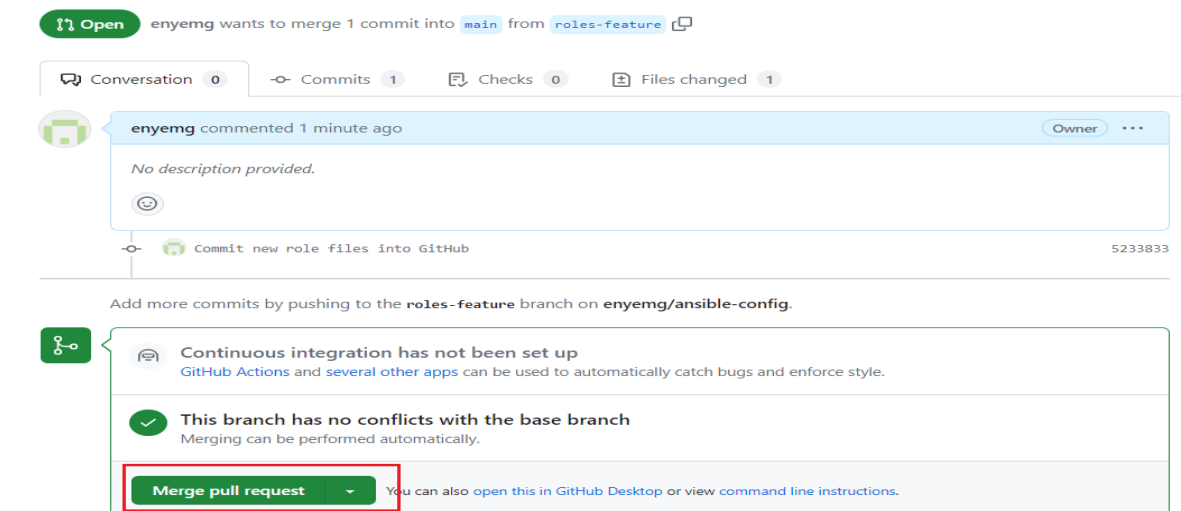 Open enyemg wants to merge 1 commit into main from roles-feature
Conversation 0 Commits 1 Checks 0 Files changed 1
enyemg commented 1 minute ago Owner ...
No description provided.
Commit new role files into GitHub 5233833
Add more commits by pushing to the roles-feature branch on enyemg/ansible-config.
Continuous integration has not been set up
GitHub Actions and several other apps can be used to automatically catch bugs and enforce style.
This branch has no conflicts with the base branch
Merging can be performed automatically.
Merge pull request You can also open this in GitHub Desktop or view command line instructions.